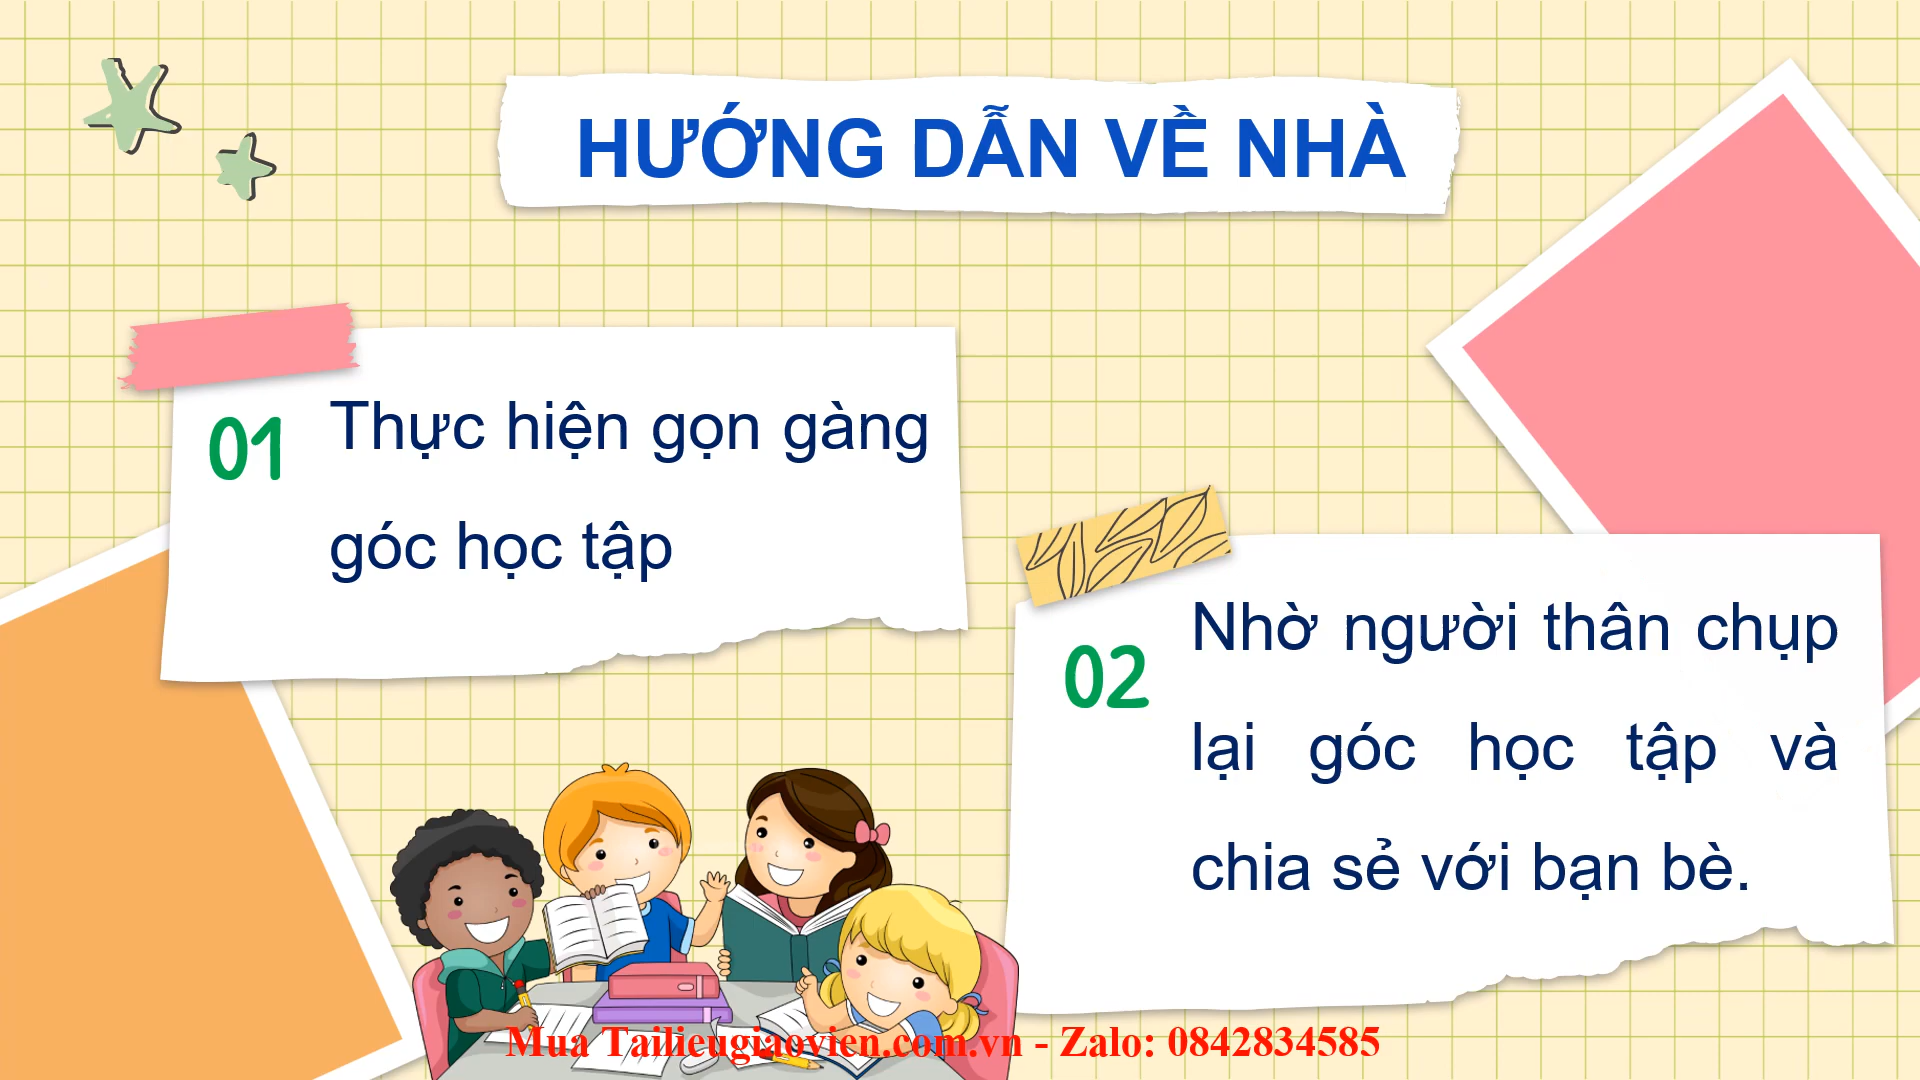 HƯỚNG DẪN VỀ NHÀ
01
Thực hiện gọn gàng
góc học tập
02
Nhờ người thân chụp
lại góc học tập và
chia sẻ với bạn bè.
Mua Tailieugiaovien.com.vn - Zalo: 0842834585